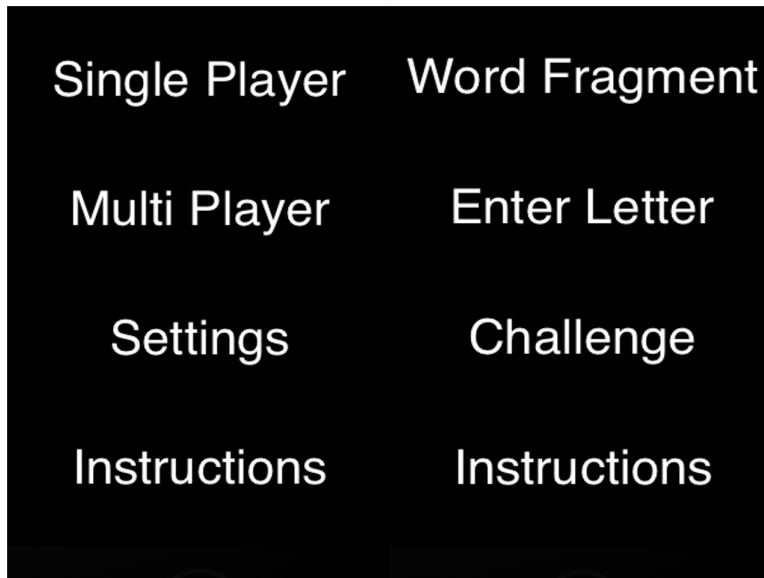 Single Player
Multi Player
Settings
Instructions
Word Fragment
Enter Letter
Challenge
Instructions